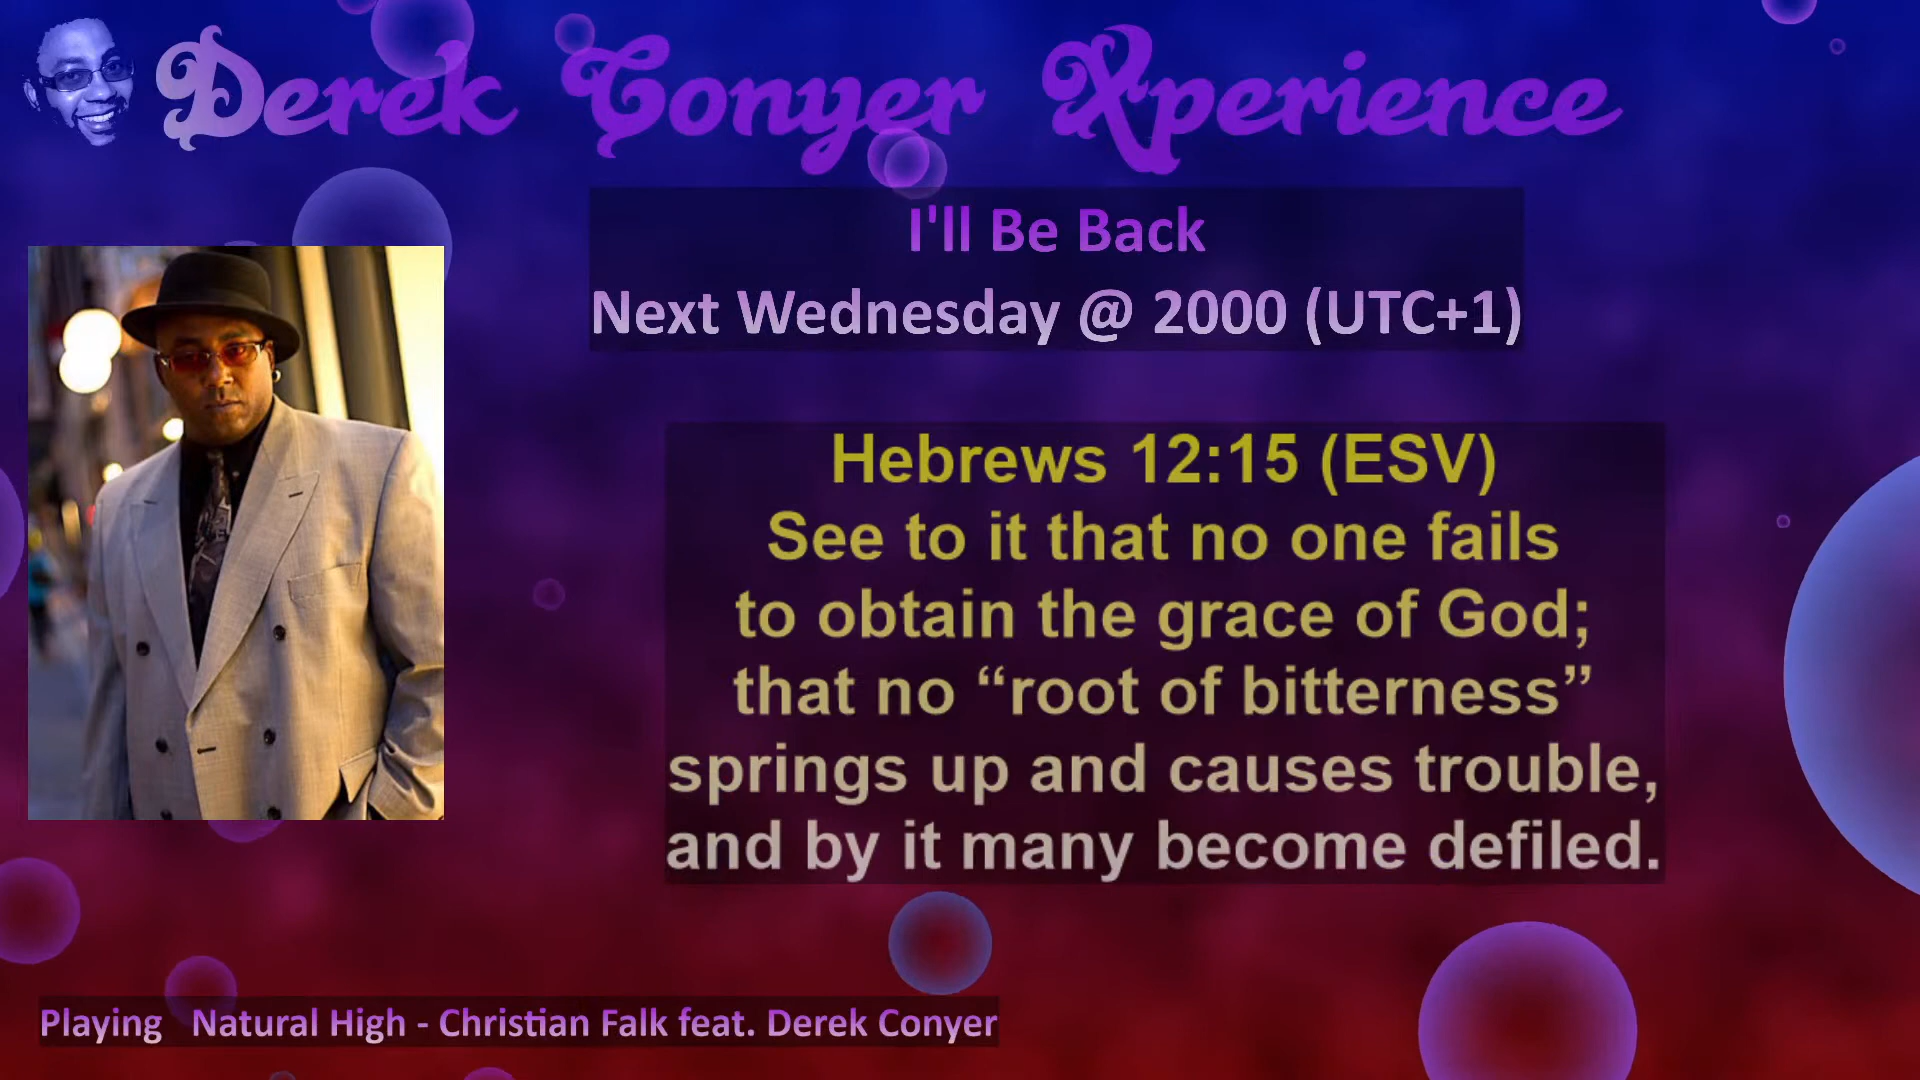 Derek Conyer Xperience
I'll Be Back
Next Wednesday @ 2000 (UTC+1)
Hebrews 12:15 (ESV)
See to it that no one fails
to obtain the grace of God;
that no “root of bitterness”
springs up and causes trouble,
and by it many become defiled.
Playing Natural High - Christian Falk feat. Derek Conyer